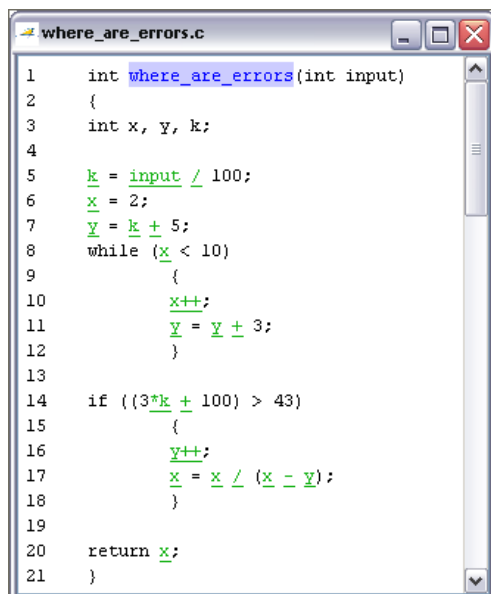 where_are_errors.c
1 int where_are_errors(int input)
2 {
3 int x, y, k;
4
5 k = input / 100;
6 x = 2;
7 y = k + 5;
8 while (x < 10)
9 {
10 x++;
11 y = y + 3;
12 }
13
14 if ((3*k + 100) > 43)
15 {
16 y++;
17 x = x / (x - y);
18 }
19
20 return x;
21 }